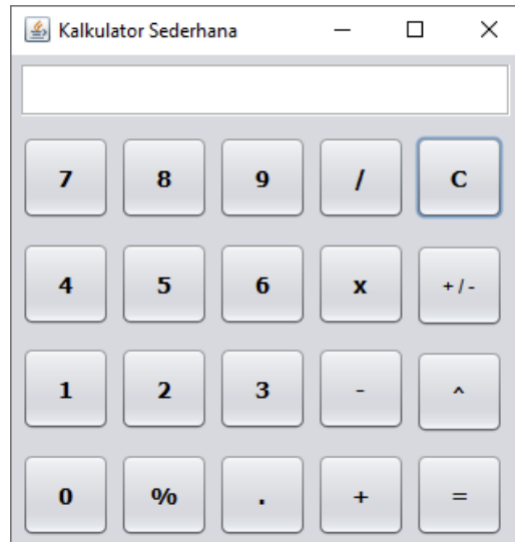 Kalkulator Sederhana
7 8 9 / C
4 5 6 x +/-
1 2 3 - ^
0 % . + =